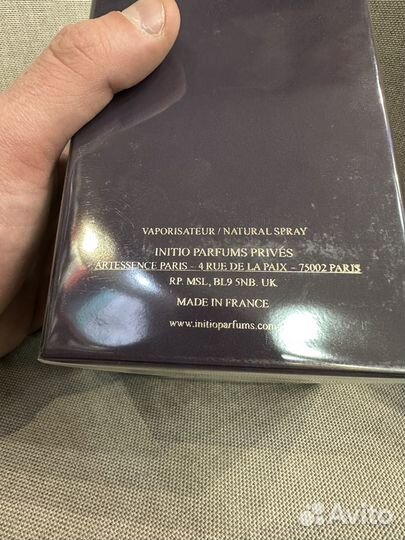 VAPORISATEUR / NATURAL SPRAY
INITIO PARFUMS PRIVÉS
ARTESSENCE PARIS - 4 RUE DE LA PAIX - 75002 PARIS
RP. MSL, BL9 5NB. UK
MADE IN FRANCE
www.initioparfums.com
Avito